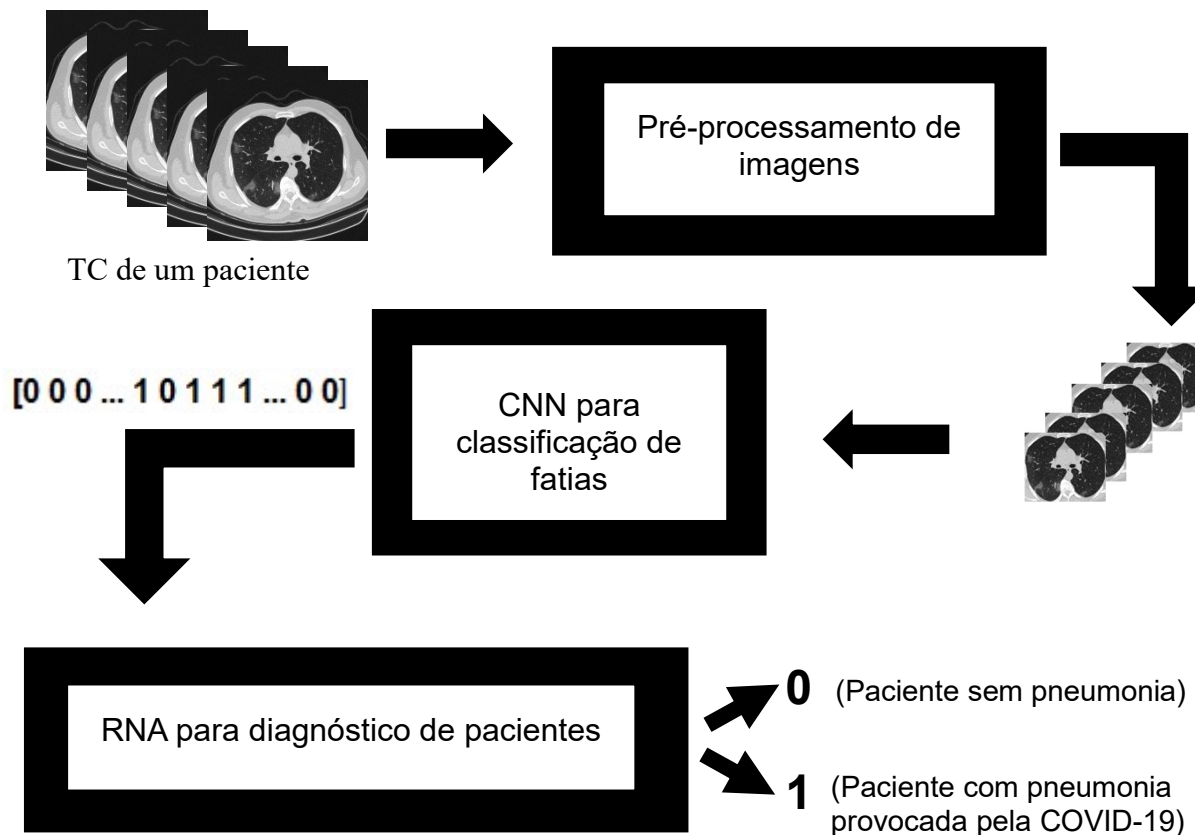 Pré-processamento de
imagens
TC de um paciente
[0 0 0 ... 1 0 1 1 1 ... 0 0]
CNN para
classificação de
fatias
RNA para diagnóstico de pacientes
0 (Paciente sem pneumonia)
1 (Paciente com pneumonia
provocada pela COVID-19)